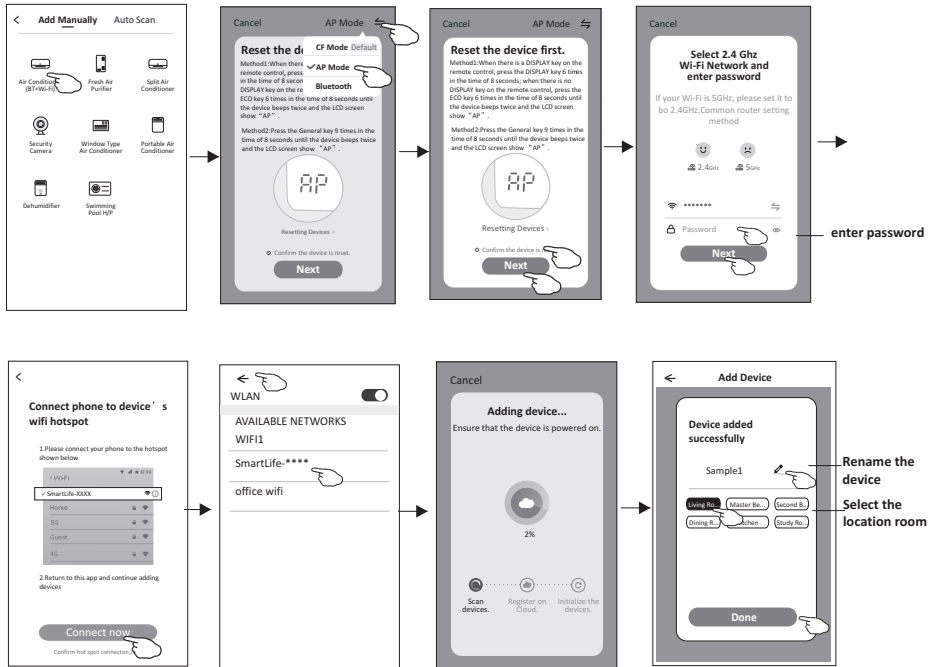 Add Manually
Auto Scan
Air Condition
(BT+Wi-Fi)
Fresh Air
Purifier
Split Air
Conditioner
Security
Camera
Window Type
Air Conditioner
Portable Air
Conditioner
Dehumidifier
Swimming
Pool H/P
Cancel
AP Mode
Reset the de
Method1:When there
remote control, press
in the time of 8 secon
DISPLAY key on the re
ECO key 6 times in the time of 8 seconds until
the device beeps twice and the LCD screen
show “AP”.
Method2:Press the General key 9 times in the
time of 8 seconds until the device beeps twice
and the LCD screen show “AP”.
CF Mode Default
AP Mode
Bluetooth
AP
Resetting Devices >
Confirm the device is reset.
Next
Cancel
AP Mode
Reset the device first.
Method1:When there is a DISPLAY key on the
remote control, press the DISPLAY key 6 times
in the time of 8 seconds; when there is no
DISPLAY key on the remote control, press the
ECO key 6 times in the time of 8 seconds until
the device beeps twice and the LCD screen
show “AP”.
Method2:Press the General key 9 times in the
time of 8 seconds until the device beeps twice
and the LCD screen show “AP”.
AP
Resetting Devices >
Confirm the device is
Next
Select 2.4 Ghz
Wi-Fi Network and
enter password
If your Wi-Fi is 5GHz, please set it to
bo 2.4GHz.Common router setting
method
2.4GHz
5GHz
*******
Password
Next
enter password
Connect phone to device's
wifi hotspot
1.Please connect your phone to the hotspot
shown below
< Wi-Fi
SmartLife-XXXX
Home
5G
Guest
4G
2.Return to this app and continue adding
devices
Connect now
Confirm hot spot connection,
WLAN
AVAILABLE NETWORKS
WIFI1
SmartLife-****
office wifi
Cancel
Adding device...
Ensure that the device is powered on.
2%
Scan
devices.
Register on
Cloud.
Initialize the
devices.
Add Device
Device added
successfully
Sample1
Living Ro..
Master Be...
Second B...
Dining R...
Kitchen
Study Ro...
Done
Rename the
device
Select the
location room